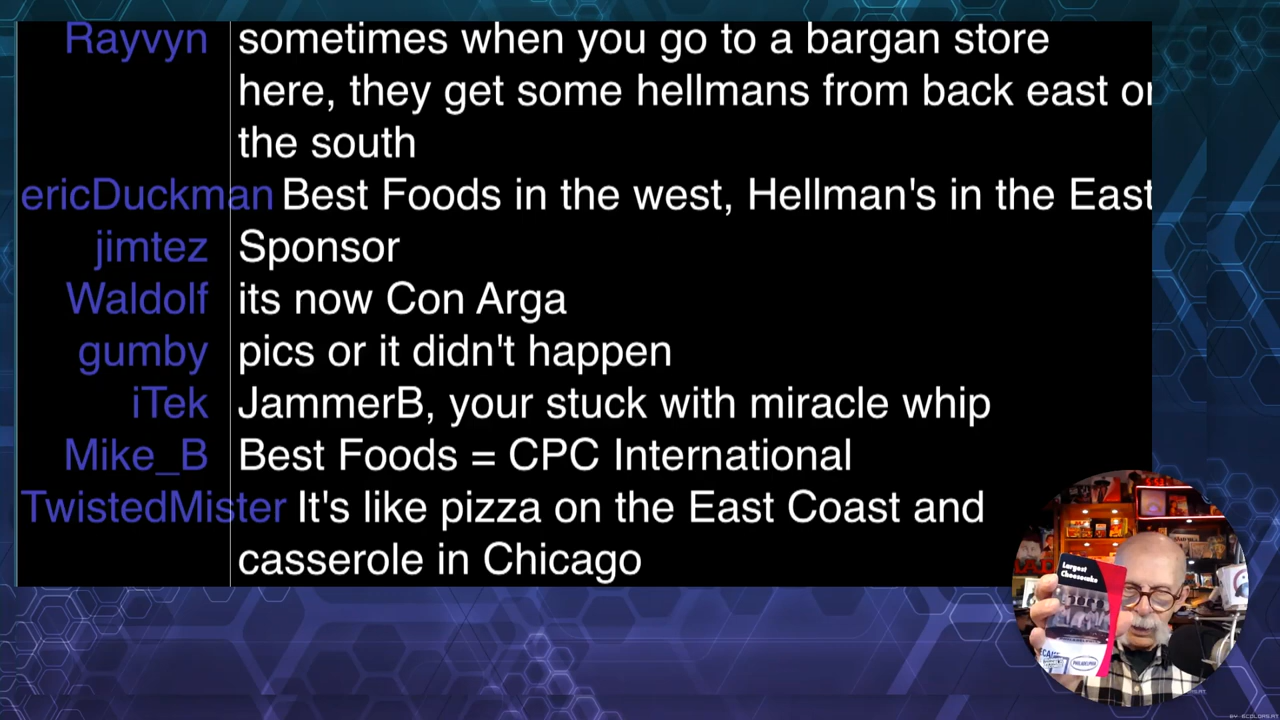 Rayvyn sometimes when you go to a bargan store
here, they get some hellmans from back east or
the south
ericDuckman Best Foods in the west, Hellman's in the East
jimtez Sponsor
Waldolf its now Con Arga
gumby pics or it didn't happen
iTek JammerB, your stuck with miracle whip
Mike_B Best Foods = CPC International
TwistedMister It's like pizza on the East Coast and
casserole in Chicago
Largest
Cheesecake
PHILADELPHIA